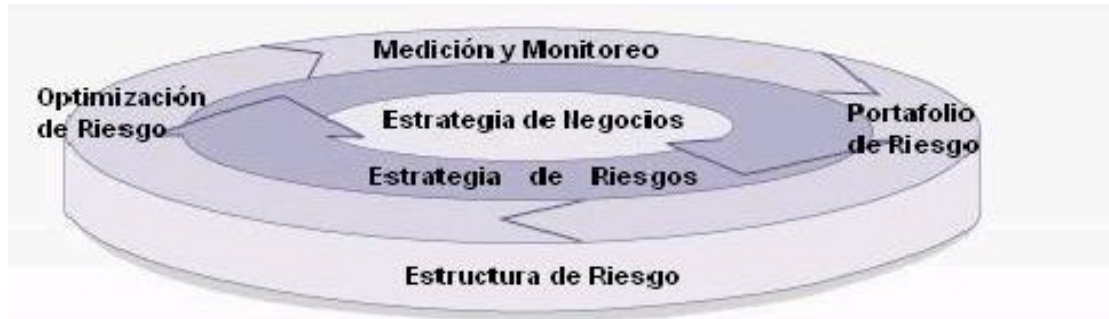 Medición y Monitoreo
Optimización
de Riesgo
Estrategia de Negocios
Portafolio
de Riesgo
Estrategia de Riesgos
Estructura de Riesgo